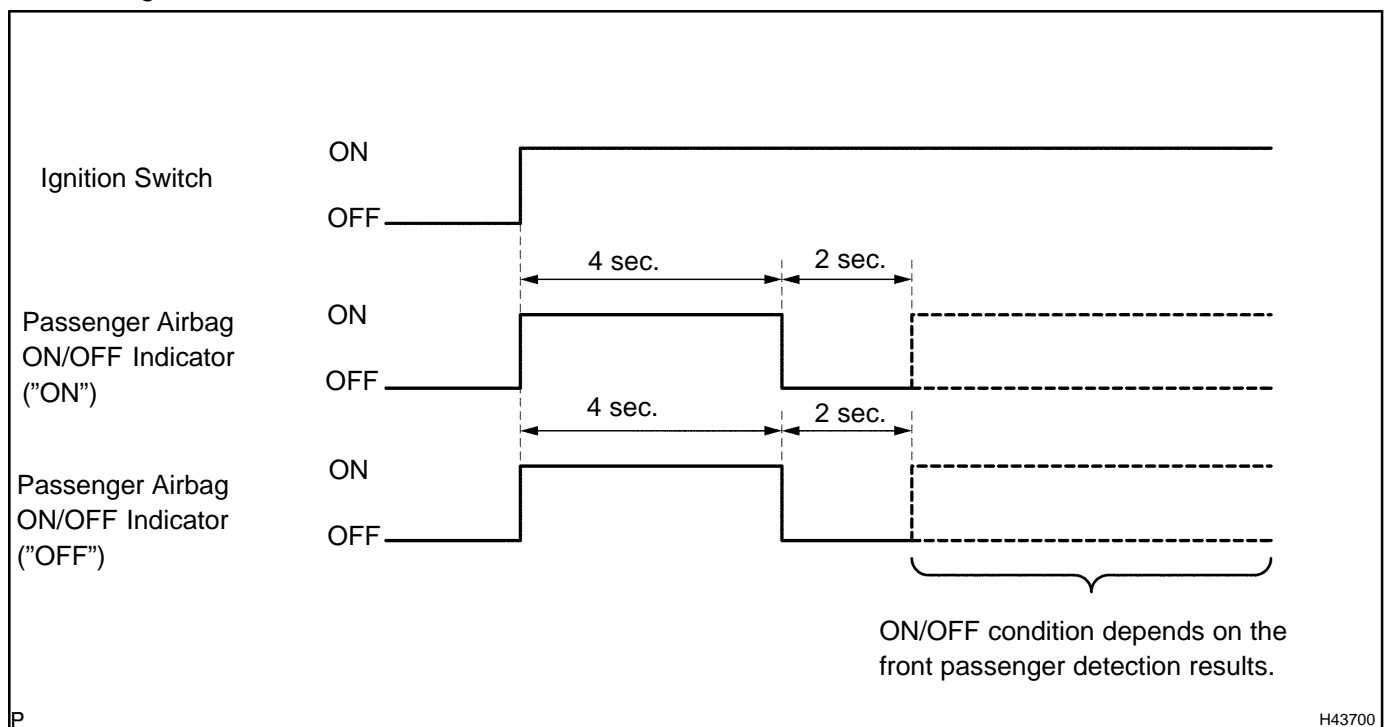 ON
Ignition Switch
OFF
4 sec.
2 sec.
ON
Passenger Airbag
ON/OFF Indicator
(”ON”)
OFF
4 sec.
2 sec.
ON
Passenger Airbag
ON/OFF Indicator
(”OFF”)
OFF
ON/OFF condition depends on the
front passenger detection results.
P
H43700